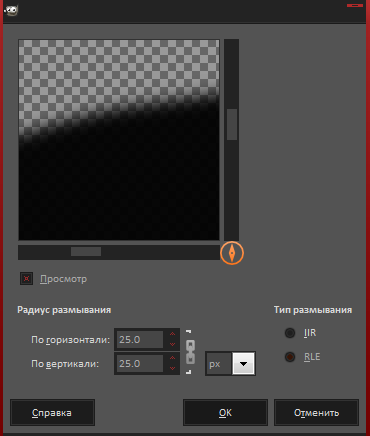 Просмотр
Радиус размывания
По горизонтали: 25.0
По вертикали: 25.0 px
Тип размывания
IIR
RLE
Справка
OK
Отменить